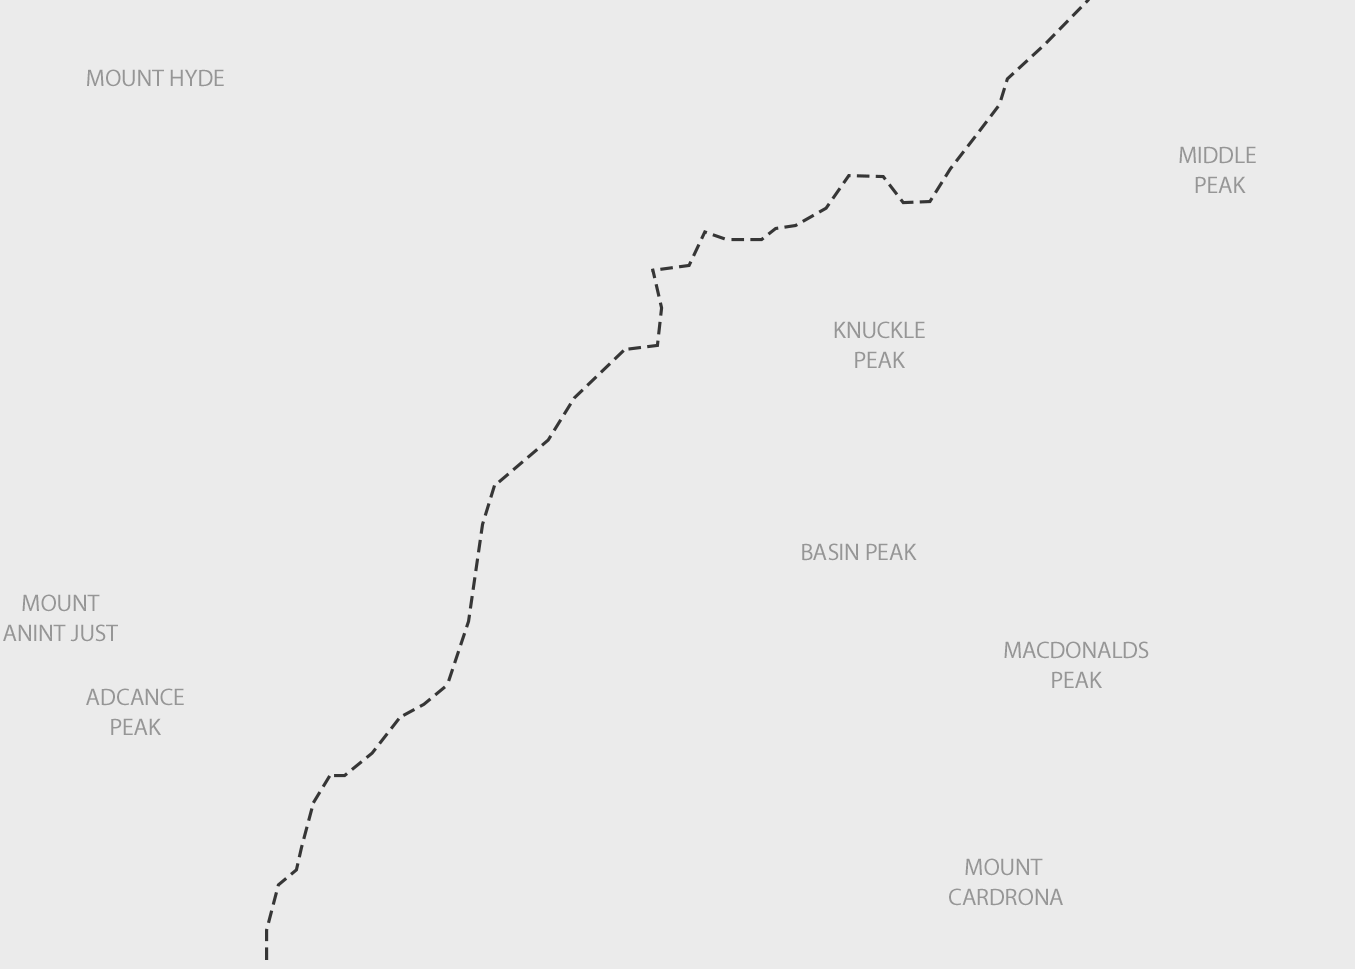 MOUNT HYDE
MIDDLE
PEAK
KNUCKLE
PEAK
BASIN PEAK
MOUNT
ANINT JUST
MACDONALDS
PEAK
ADCANCE
PEAK
MOUNT
CARDRONA